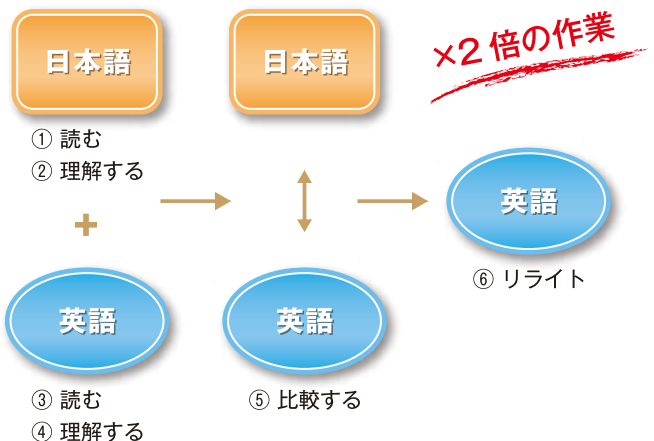 日本語
① 読む
② 理解する
+
英語
③ 読む
④ 理解する
日本語
英語
⑤ 比較する
×2倍の作業
英語
⑥ リライト